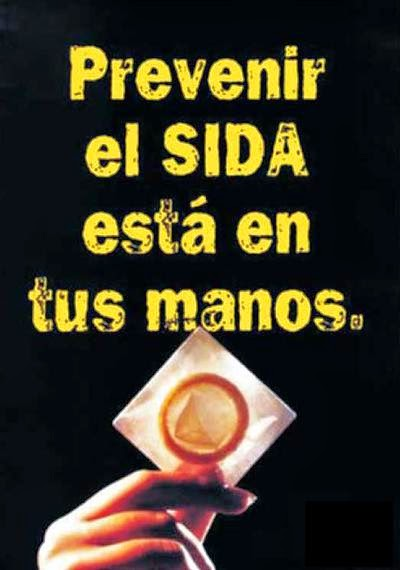 Prevenir
el SIDA
está en
tus manos.